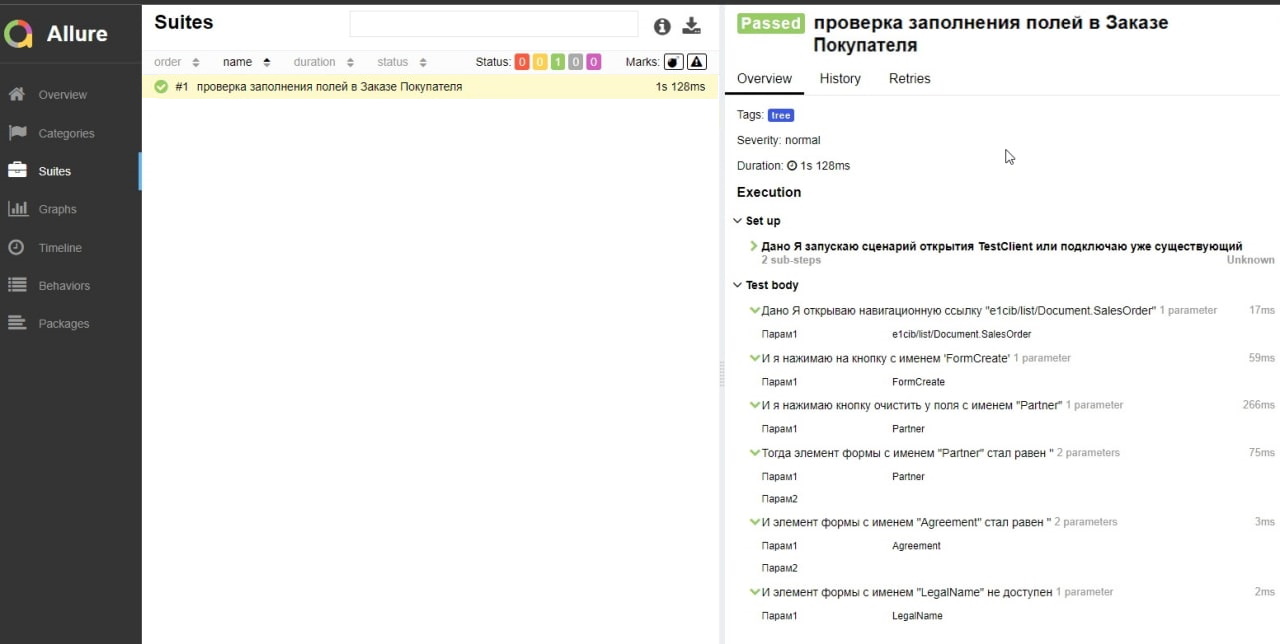 Allure
Overview
Categories
Suites
Graphs
Timeline
Behaviors
Packages
Suites
order name duration status Status: 0 0 1 0 0 Marks:
#1 проверка заполнения полей в Заказе Покупателя 1s 128ms
Passed проверка заполнения полей в Заказе
Покупателя
Overview History Retries
Tags: tree
Severity: normal
Duration: 1s 128ms
Execution
Set up
Дано Я запускаю сценарий открытия TestClient или подключаю уже существующий
2 sub-steps Unknown
Test body
Дано Я открываю навигационную ссылку "e1cib/list/Document.SalesOrder" 1 parameter 17ms
Парам1 e1cib/list/Document.SalesOrder
И я нажимаю на кнопку с именем 'FormCreate' 1 parameter 59ms
Парам1 FormCreate
И я нажимаю кнопку очистить у поля с именем "Partner" 1 parameter 266ms
Парам1 Partner
Тогда элемент формы с именем "Partner" стал равен '' 2 parameters 75ms
Парам1 Partner
Парам2
И элемент формы с именем "Agreement" стал равен '' 2 parameters 3ms
Парам1 Agreement
Парам2
И элемент формы с именем "LegalName" не доступен 1 parameter 2ms
Парам1 LegalName